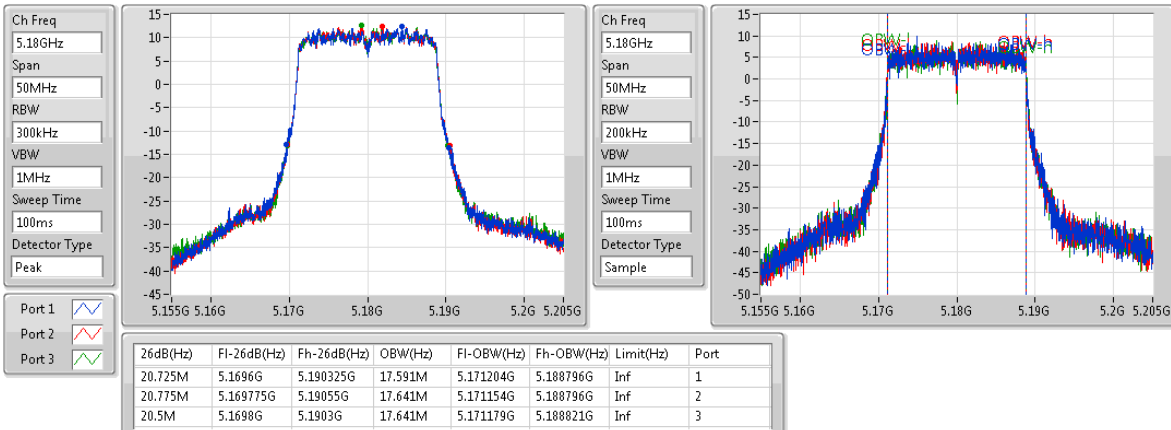 Ch Freq
5.18GHz
Span
50MHz
RBW
300kHz
VBW
1MHz
Sweep Time
100ms
Detector Type
Peak
Port 1
Port 2
Port 3
15
10
5
0
-5
-10
-15
-20
-25
-30
-35
-40
-45
5.155G 5.16G 5.17G 5.18G 5.19G 5.2G 5.205G
Ch Freq
5.18GHz
Span
50MHz
RBW
200kHz
VBW
1MHz
Sweep Time
100ms
Detector Type
Sample
15
10
5
0
-5
-10
-15
-20
-25
-30
-35
-40
-45
-50
5.155G 5.16G 5.17G 5.18G 5.19G 5.2G 5.205G
26dB(Hz) Fl-26dB(Hz) Fh-26dB(Hz) OBW(Hz) Fl-OBW(Hz) Fh-OBW(Hz) Limit(Hz) Port
20.725M 5.1696G 5.190325G 17.591M 5.171204G 5.188796G Inf 1
20.775M 5.169775G 5.19055G 17.641M 5.171154G 5.188796G Inf 2
20.5M 5.1698G 5.1903G 17.641M 5.171179G 5.188821G Inf 3